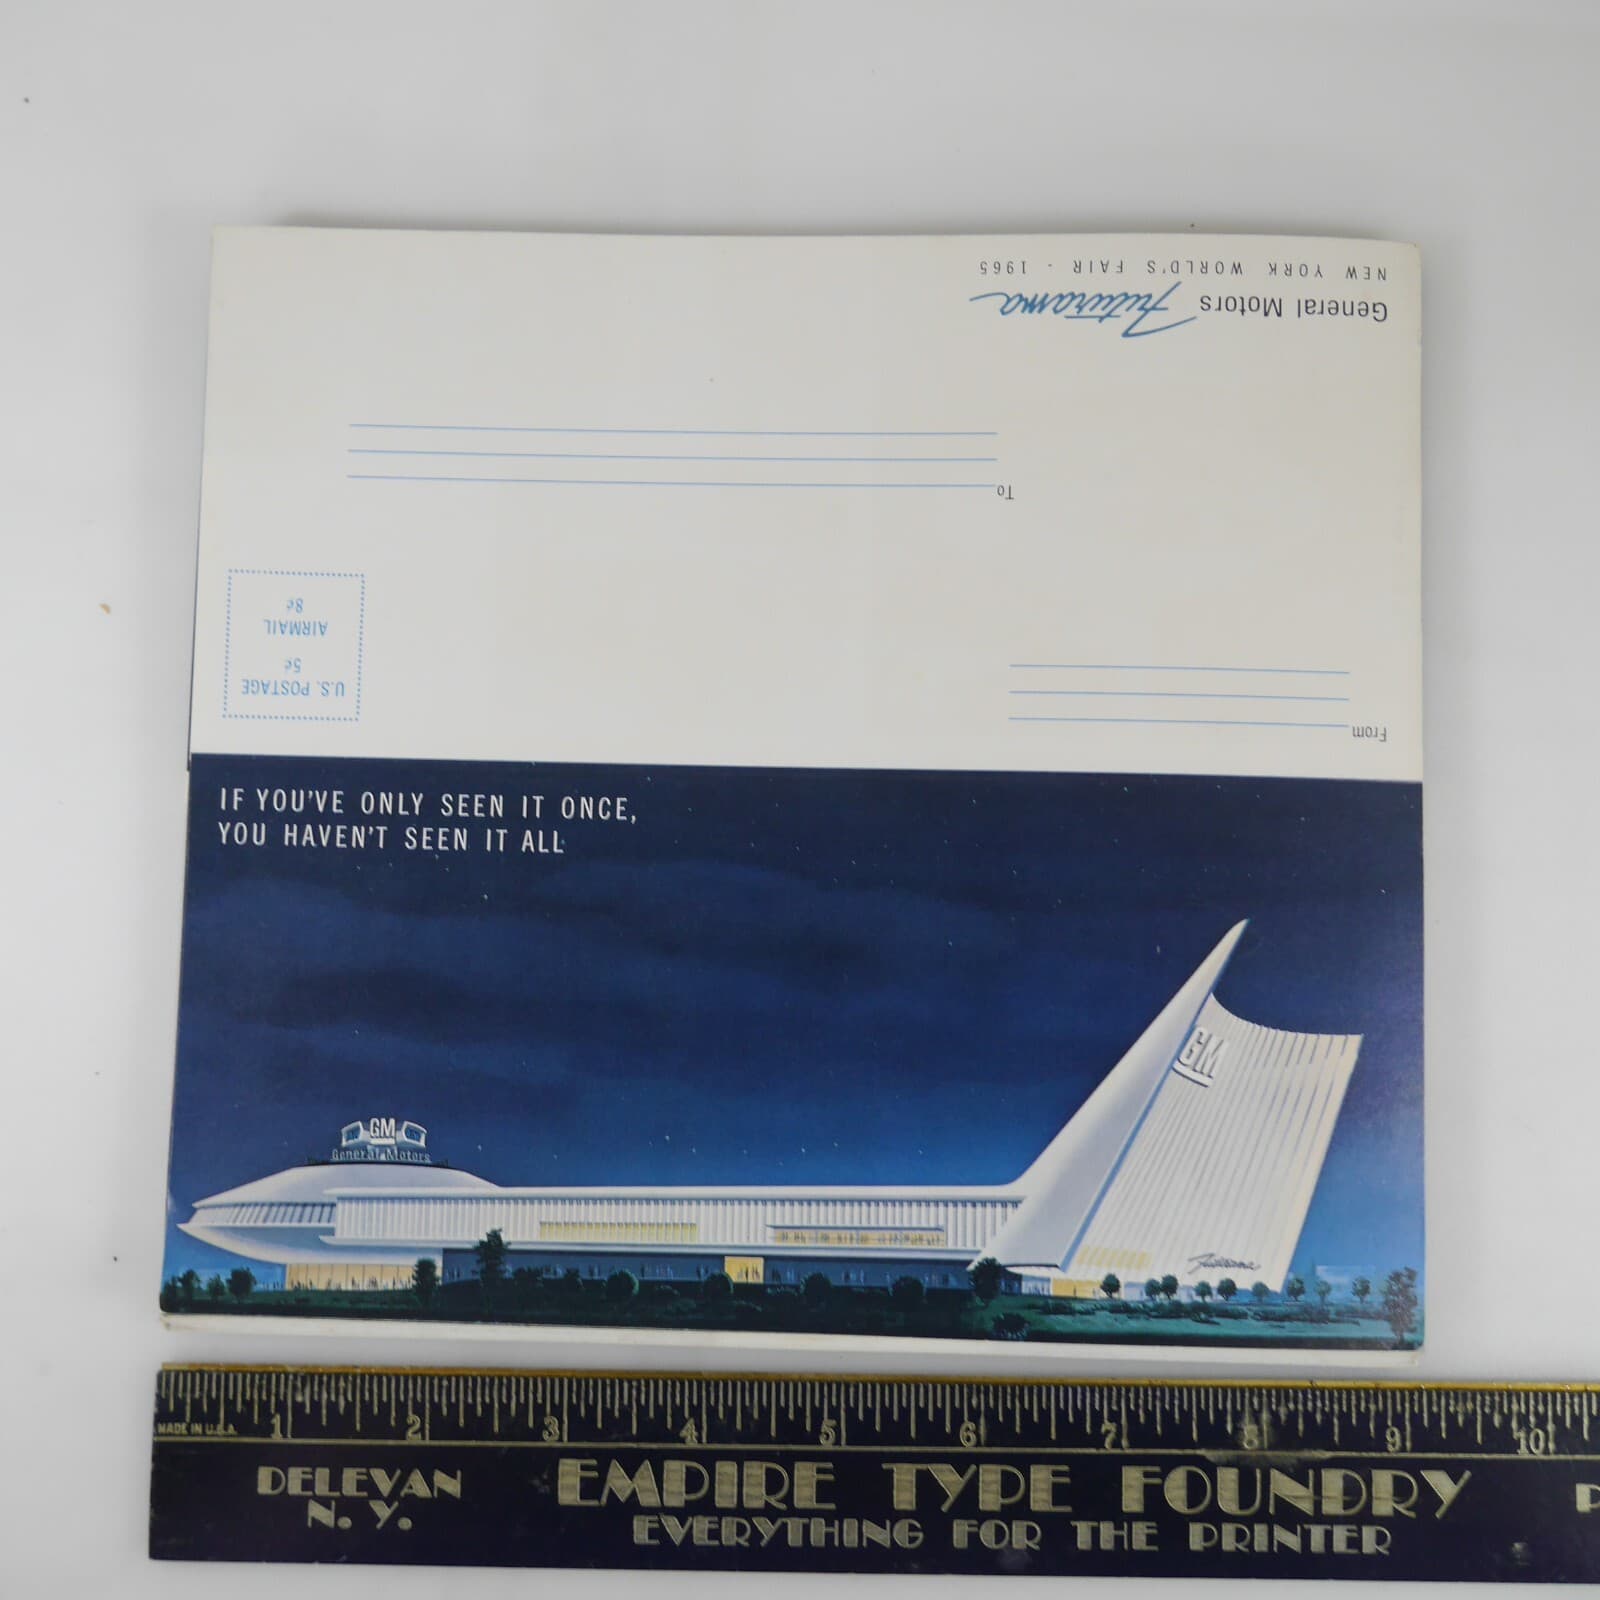 General Motors Futurama
NEW YORK WORLD'S FAIR - 1965
From
U.S. POSTAGE
5¢
AIRMAIL
8¢
To
IF YOU'VE ONLY SEEN IT ONCE,
YOU HAVEN'T SEEN IT ALL
GM
GM
General Motors
Futurama
1 2 3 4 5 6 7 8 9 10
MADE IN U.S.A.
DELEVAN
N. Y.
EMPIRE TYPE FOUNDRY
EVERYTHING FOR THE PRINTER
P